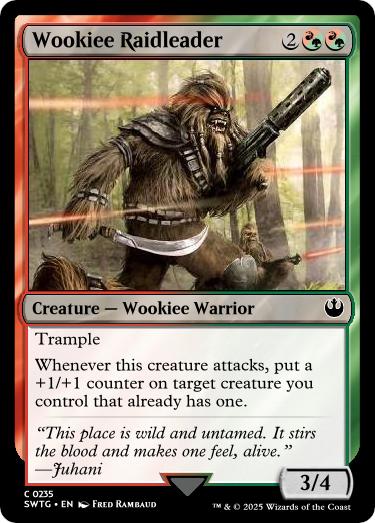 Wookiee Raidleader 2
Creature — Wookiee Warrior
Trample
Whenever this creature attacks, put a
+1/+1 counter on target creature you
control that already has one.
“This place is wild and untamed. It stirs
the blood and makes one feel, alive.”
—Juhani
3/4
C 0235
SWTG • EN Fred Rambaud
™ & © 2025 Wizards of the Coast